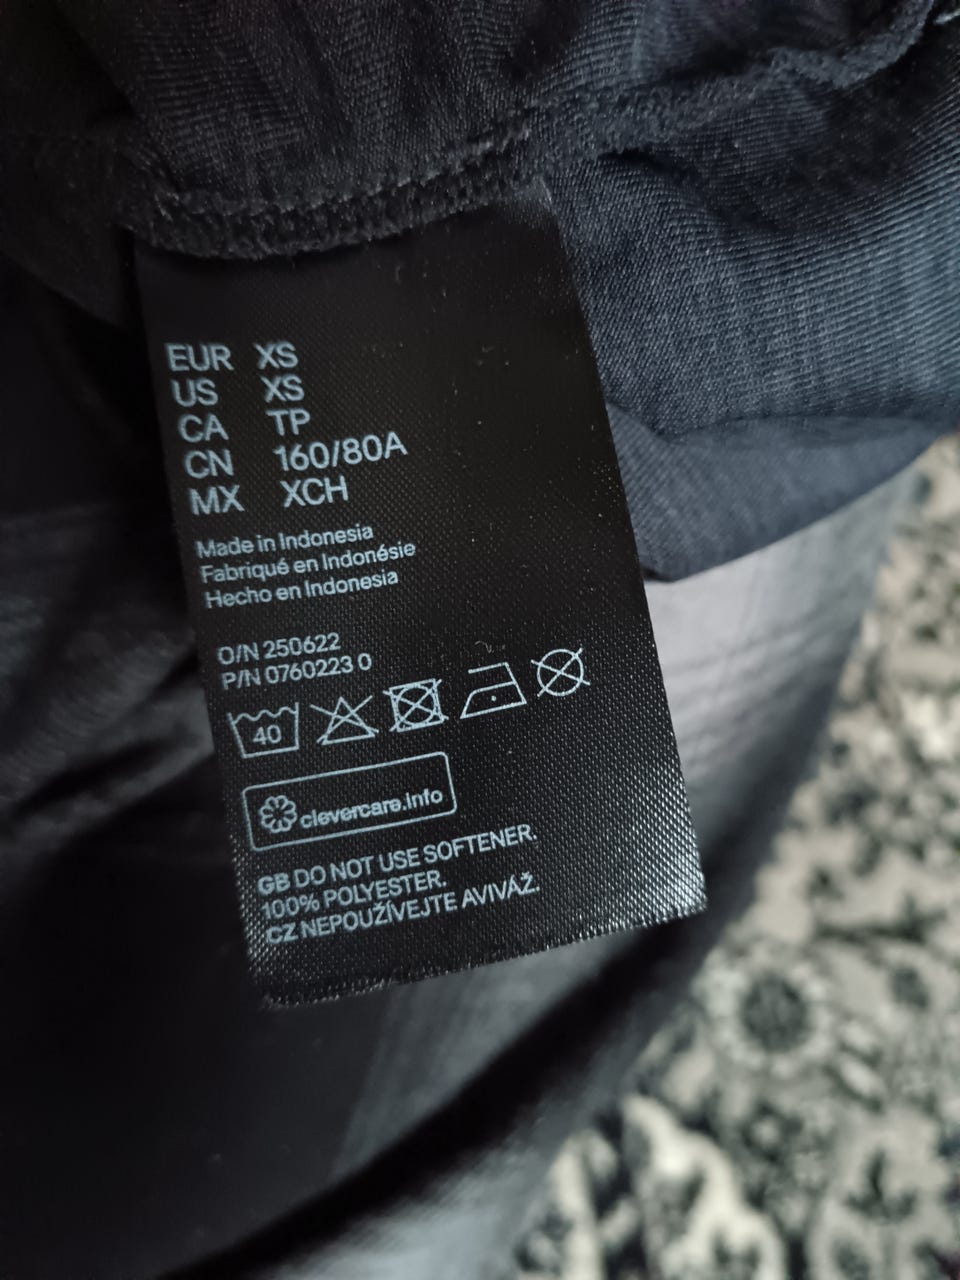 EUR XS
US XS
CA TP
CN 160/80A
MX XCH
Made in Indonesia
Fabriqué en Indonésie
Hecho en Indonesia
O/N 250622
P/N 0760223 0
40
clevercare.info
GB DO NOT USE SOFTENER.
100% POLYESTER.
CZ NEPOUŽÍVEJTE AVIVÁŽ.